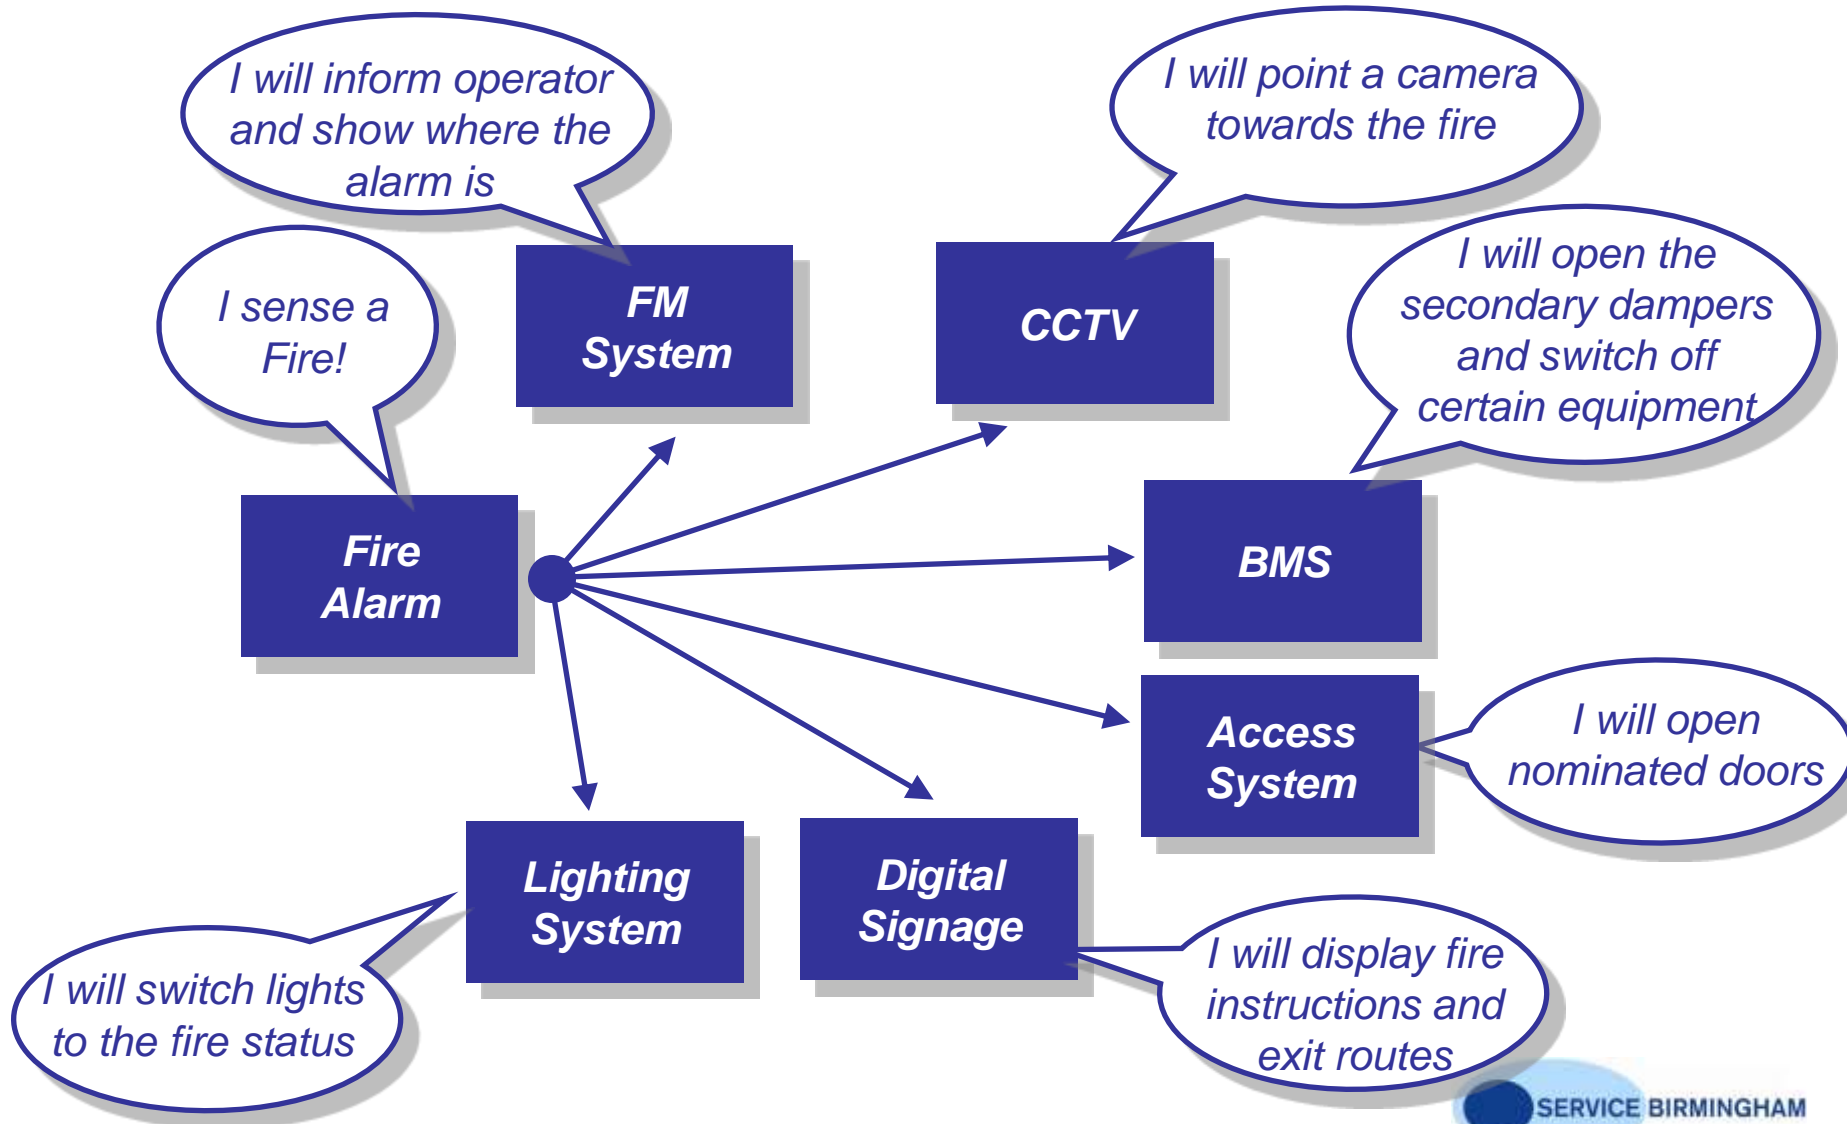 I will inform operator
and show where the
alarm is
I will point a camera
towards the fire
I will open the
secondary dampers
and switch off
certain equipment
I sense a
Fire!
FM
System
CCTV
Fire
Alarm
BMS
Access
System
I will open
nominated doors
Lighting
System
Digital
Signage
I will switch lights
to the fire status
I will display fire
instructions and
exit routes
SERVICE BIRMINGHAM